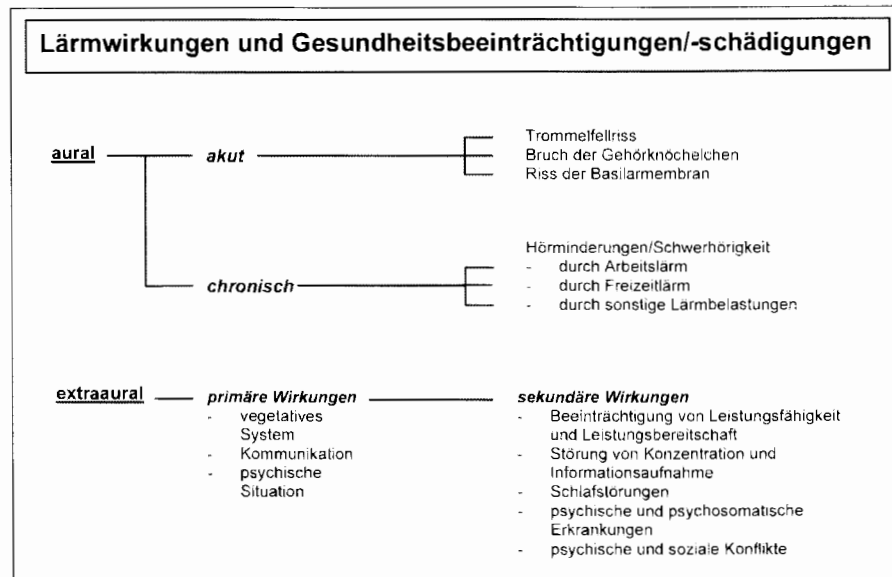 Lärmwirkungen und Gesundheitsbeeinträchtigungen/-schädigungen
aural
akut
Trommelfellriss
Bruch der Gehörknöchelchen
Riss der Basilarmembran
chronisch
Hörminderungen/Schwerhörigkeit
- durch Arbeitslärm
- durch Freizeitlärm
- durch sonstige Lärmbelastungen
extraaural
primäre Wirkungen
- vegetatives
System
- Kommunikation
- psychische
Situation
sekundäre Wirkungen
- Beeinträchtigung von Leistungsfähigkeit
und Leistungsbereitschaft
- Störung von Konzentration und
Informationsaufnahme
- Schlafstörungen
- psychische und psychosomatische
Erkrankungen
- psychische und soziale Konflikte